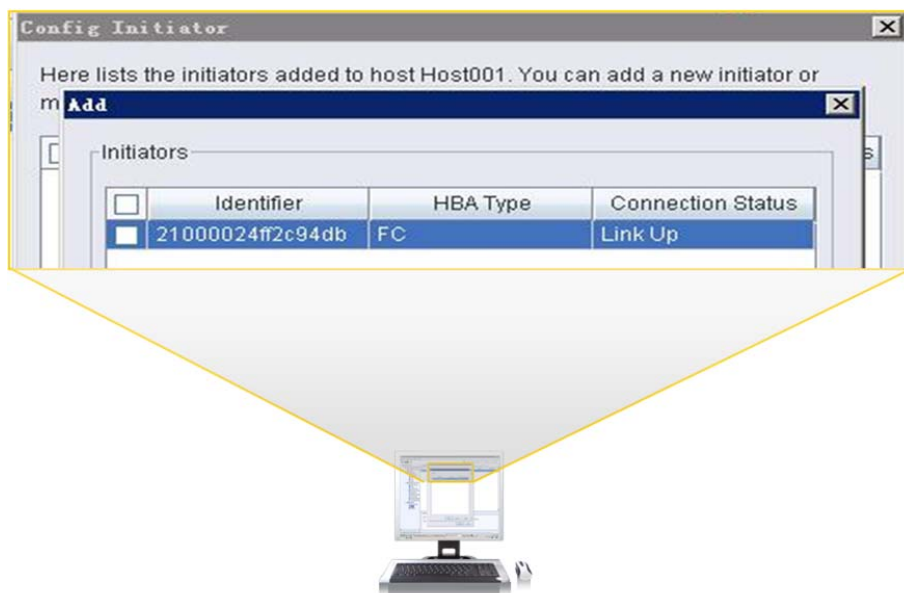 Config Initiator
Here lists the initiators added to host Host001. You can add a new initiator or
m
Add
Initiators
s
Identifier HBA Type Connection Status
21000024ff2c94db FC Link Up